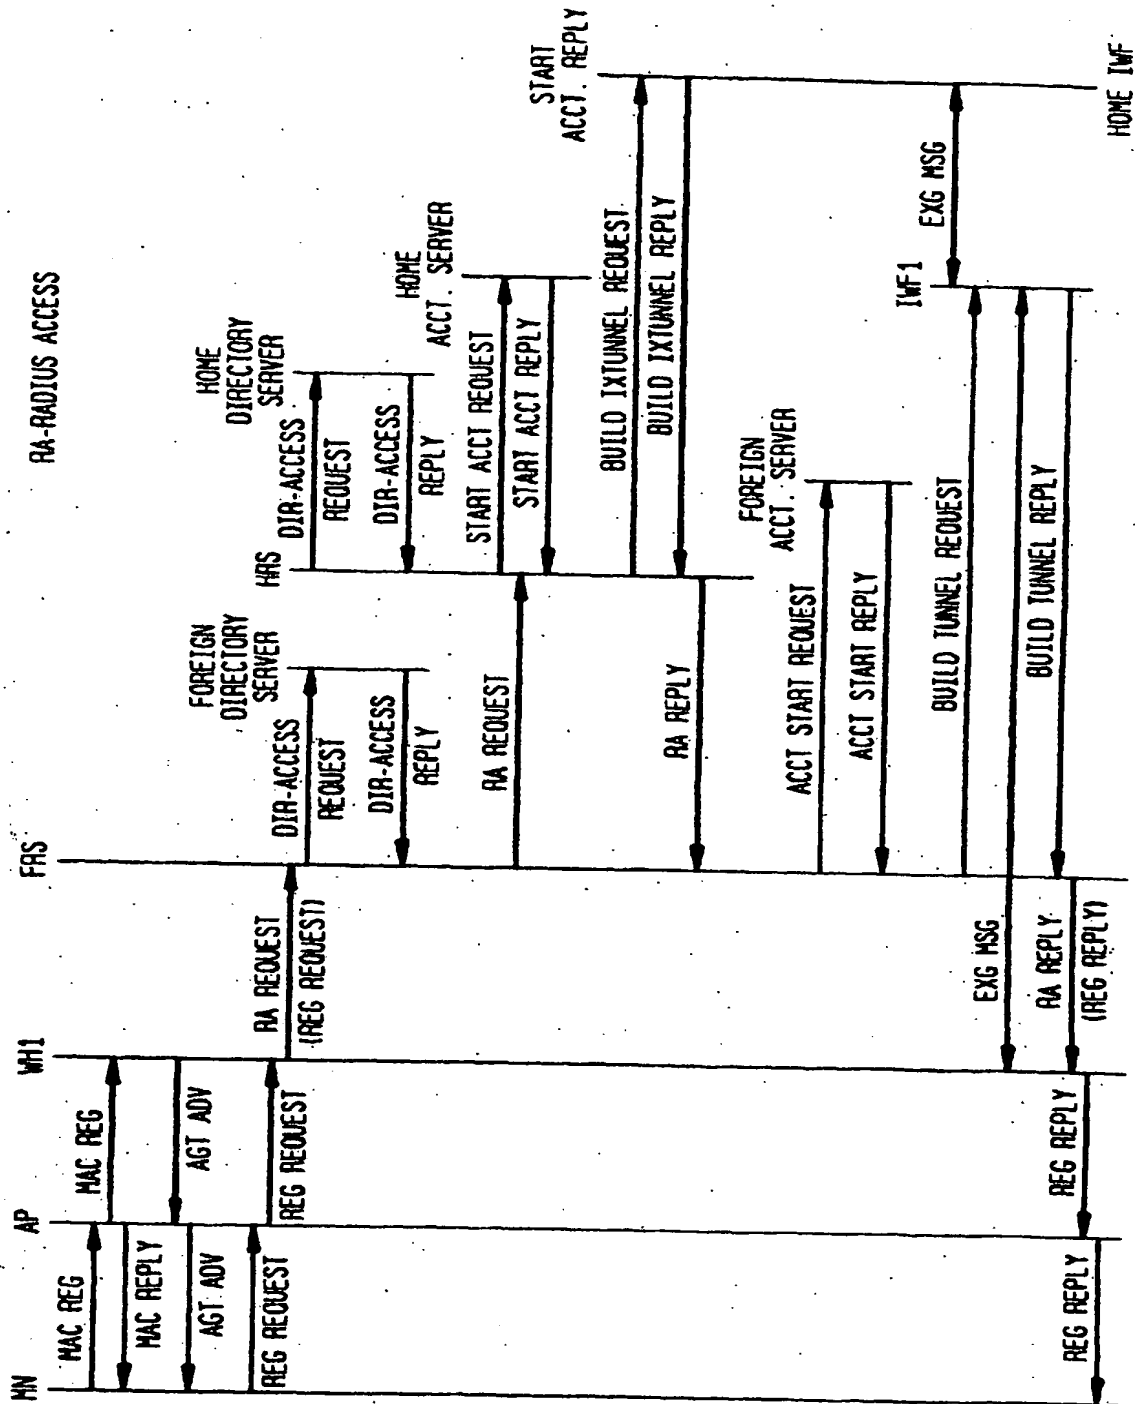 RA-RADIUS ACCESS
MN
AP
WH1
FRS
FOREIGN
DIRECTORY
SERVER
HRS
HOME
DIRECTORY
SERVER
HOME
ACCT. SERVER
START
ACCT. REPLY
MAC REG
MAC REG
MAC REPLY
AGT ADV
AGT ADV
REG REQUEST
REG REQUEST
RA REQUEST
(REG REQUEST)
DIR-ACCESS
REQUEST
DIR-ACCESS
REPLY
DIR-ACCESS
REQUEST
DIR-ACCESS
REPLY
RA REQUEST
START ACCT REQUEST
START ACCT REPLY
BUILD IXTUNNEL REQUEST
BUILD IXTUNNEL REPLY
RA REPLY
FOREIGN
ACCT. SERVER
ACCT START REQUEST
ACCT START REPLY
IWF1
BUILD TUNNEL REQUEST
EXG MSG
EXG MSG
BUILD TUNNEL REPLY
RA REPLY
(REG REPLY)
REG REPLY
REG REPLY
HOME IWF